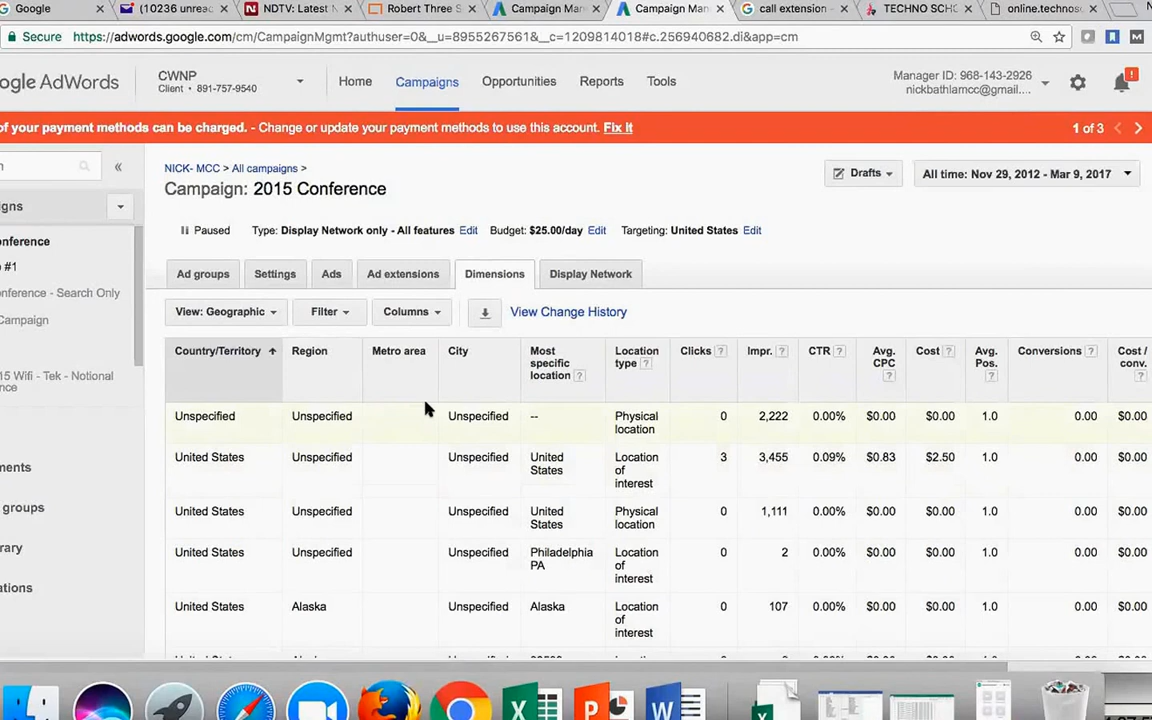 Google
(10236 unrea
NDTV: Latest N
Robert Three S
Campaign Man
Campaign Man
call extension -
TECHNO SCH
online.technos
Secure https://adwords.google.com/cm/CampaignMgmt?authuser=0&__u=8955267561&__c=1209814018#c.256940682.di&app=cm
ogle AdWords
CWNP
Client • 891-757-9540
Home
Campaigns
Opportunities
Reports
Tools
Manager ID: 968-143-2926
nickbathlamcc@gmail....
of your payment methods can be charged. - Change or update your payment methods to use this account. Fix it
1 of 3
NICK- MCC > All campaigns >
Campaign: 2015 Conference
Drafts
All time: Nov 29, 2012 - Mar 9, 2017
Paused Type: Display Network only - All features Edit Budget: $25.00/day Edit Targeting: United States Edit
igns
onference
#1
onference - Search Only
Campaign
15 Wifi - Tek - Notional
nce
ments
groups
rary
ations
Ad groups
Settings
Ads
Ad extensions
Dimensions
Display Network
View: Geographic
Filter
Columns
View Change History
Country/Territory
Region
Metro area
City
Most specific location ?
Location type ?
Clicks ?
Impr. ?
CTR ?
Avg. CPC ?
Cost ?
Avg. Pos. ?
Conversions ?
Cost / conv. ?
Unspecified Unspecified Unspecified -- Physical location 0 2,222 0.00% $0.00 $0.00 1.0 0.00 $0.00
United States Unspecified Unspecified United States Location of interest 3 3,455 0.09% $0.83 $2.50 1.0 0.00 $0.00
United States Unspecified Unspecified United States Physical location 0 1,111 0.00% $0.00 $0.00 1.0 0.00 $0.00
United States Unspecified Unspecified Philadelphia PA Location of interest 0 2 0.00% $0.00 $0.00 1.0 0.00 $0.00
United States Alaska Unspecified Alaska Location of interest 0 107 0.00% $0.00 $0.00 1.0 0.00 $0.00